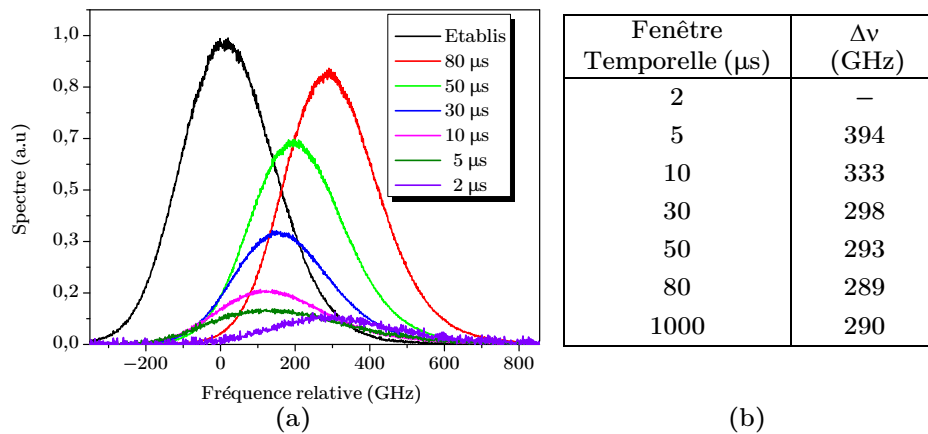 1,0
0,8
0,7
0,5
0,3
0,2
0,0
Spectre (a.u)
Etablis
80 µs
50 µs
30 µs
10 µs
5 µs
2 µs
−200 0 200 400 600 800
Fréquence relative (GHz)
(a)
Fenêtre Δν
Temporelle (µs) (GHz)
2 –
5 394
10 333
30 298
50 293
80 289
1000 290
(b)